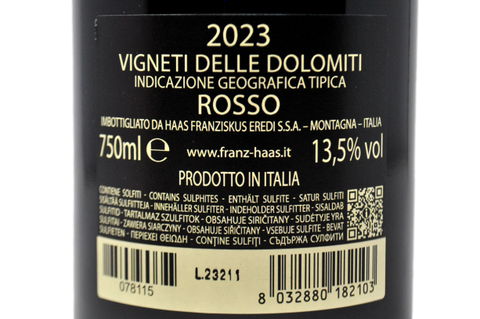 2023
VIGNETI DELLE DOLOMITI
INDICAZIONE GEOGRAFICA TIPICA
ROSSO
IMBOTTIGLIATO DA HAAS FRANZISKUS EREDI S.S.A. – MONTAGNA – ITALIA
750ml e www.franz-haas.it 13,5% vol
PRODOTTO IN ITALIA
CONTIENE SOLFITI - CONTAINS SULPHITES - ENTHÄLT SULFITE - SATUR SULFITI
SISÄLTÄÄ SULFIITTEJA - INNEHÅLLER SULFITER - INDEHOLDER SULFITTER - SISALDAB
SULFITID - TARTALMAZ SZULFITOK - OBSAHUJE SIRIČITANY - SUDĖTYJE YRA
SULFITAI - ZAWIERA SIARCZYNY - OBSAHUJE SIŘIČITANY - VSEBUJE SULFITE - BEVAT
SULFIETEN - ΠΕΡΙΕΧΕΙ ΘΕΙΩΔΗ - CONȚINE SULFIȚI - СЪДЪРЖА СУЛФИТИ
L.23211
078115
8 032880 182103